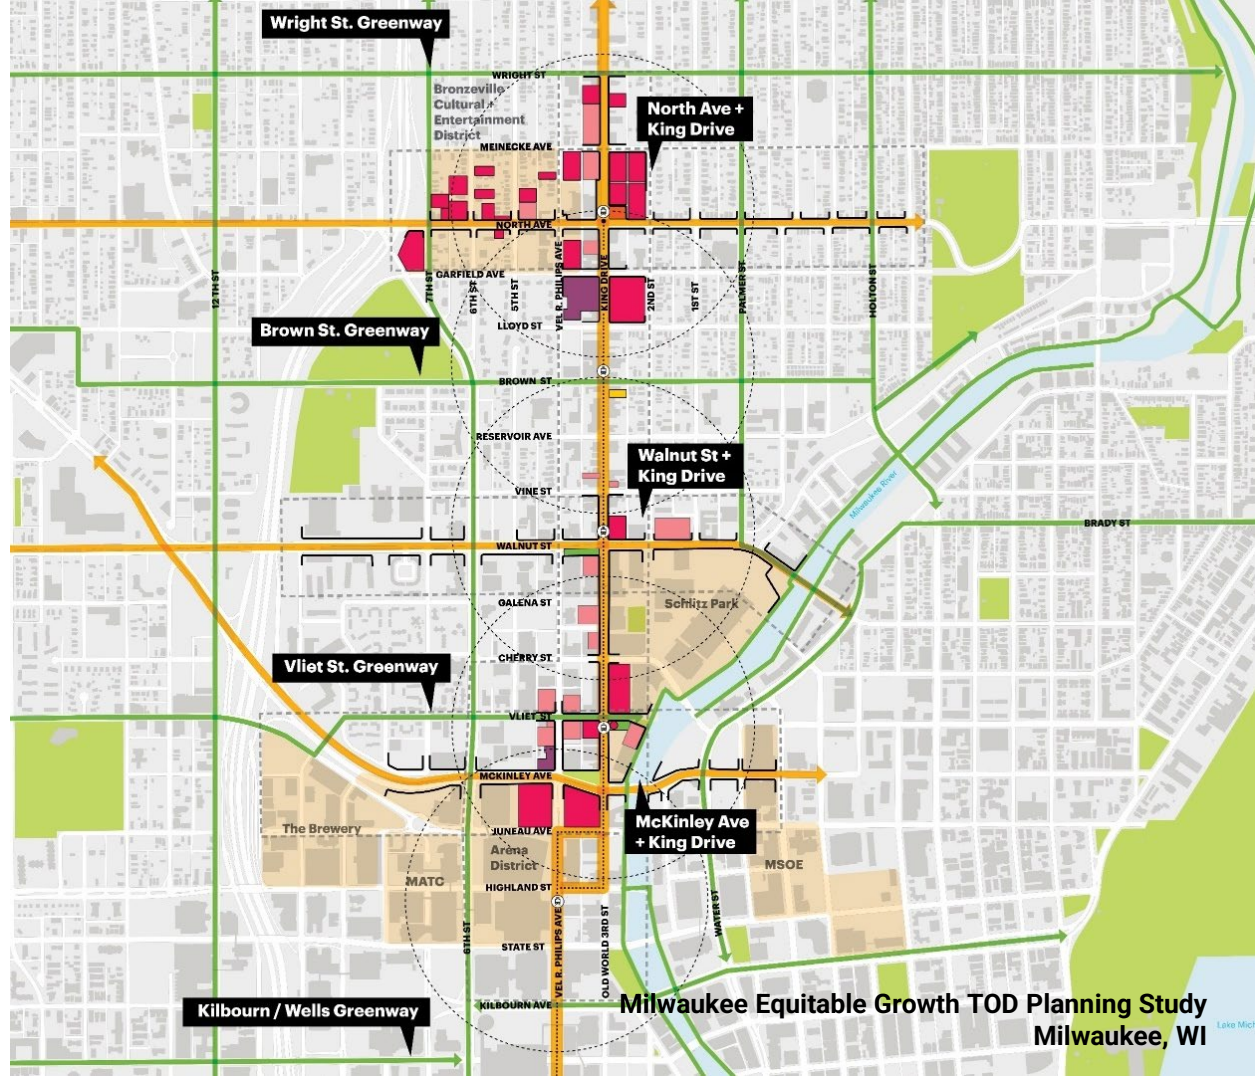 Wright St. Greenway
WRIGHT ST
Bronzeville
Cultural +
Entertainment
District
North Ave +
King Drive
MEINECKE AVE
NORTH AVE
GARFIELD AVE
12TH ST
7TH ST
6TH ST
5TH ST
VEL R. PHILIPS AVE
KING DRIVE
2ND ST
1ST ST
PALMER ST
HOLTON ST
LLOYD ST
Brown St. Greenway
BROWN ST
RESERVOIR AVE
Walnut St +
King Drive
VINE ST
Milwaukee River
BRADY ST
WALNUT ST
GALENA ST
Schlitz Park
CHERRY ST
Vliet St. Greenway
VLIET ST
MCKINLEY AVE
McKinley Ave
+ King Drive
The Brewery
JUNEAU AVE
Arena
District
MATC
MSOE
HIGHLAND ST
6TH ST
STATE ST
VEL R. PHILIPS AVE
OLD WORLD 3RD ST
WATER ST
KILBOURN AVE
Kilbourn / Wells Greenway
Milwaukee Equitable Growth TOD Planning Study
Milwaukee, WI
Lake Mich